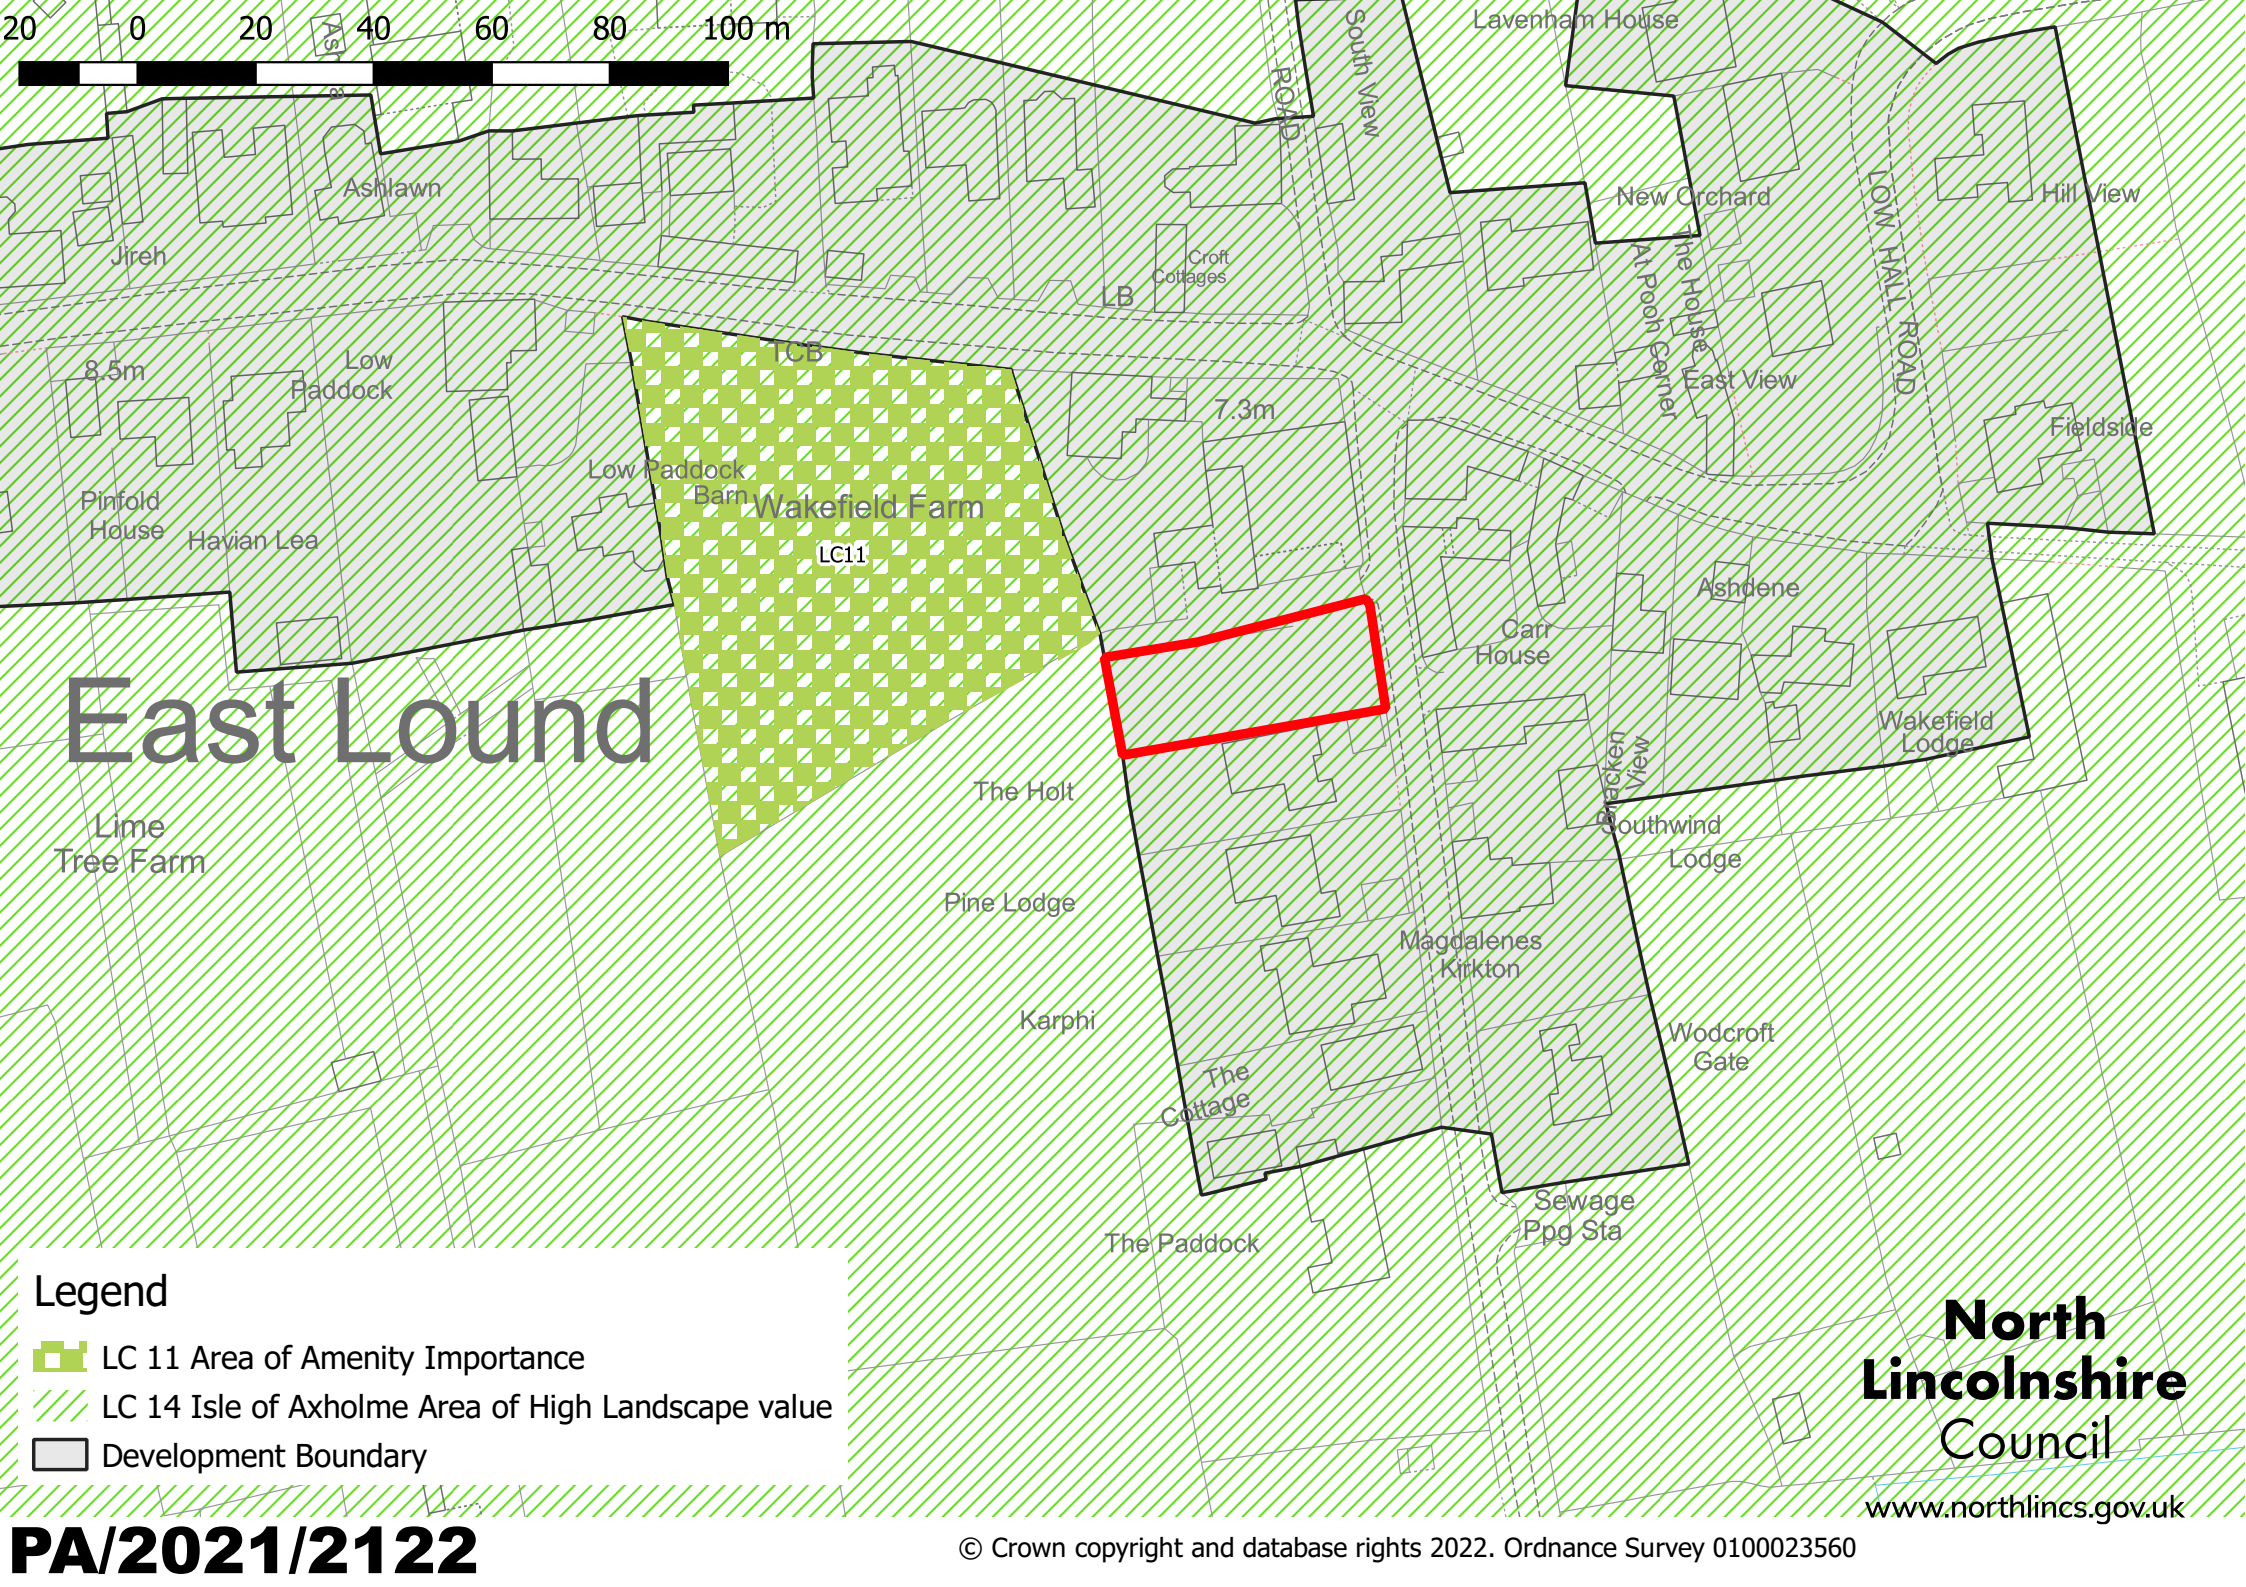 20 0 20 40 60 80 100 m
South View
Lavenham House
ROAD
Ashlawn
New Orchard
Hill View
LOW HALL ROAD
Jireh
Croft
Cottages
LB
The House
At Pooh Corner
TCB
8.5m
Low
Paddock
East View
7.3m
Fieldside
Low Paddock
Barn
Wakefield Farm
Pinfold
House
Havian Lea
LC11
Ashdene
Carr
House
East Lound
Wakefield
Lodge
Bracken
View
The Holt
Lime
Tree Farm
Southwind
Lodge
Pine Lodge
Magdalenes
Kirkton
Karphi
Wodcroft
Gate
The
Cottage
Sewage
Ppg Sta
The Paddock
Legend
LC 11 Area of Amenity Importance
LC 14 Isle of Axholme Area of High Landscape value
Development Boundary
North
Lincolnshire
Council
www.northlincs.gov.uk
PA/2021/2122
© Crown copyright and database rights 2022. Ordnance Survey 0100023560